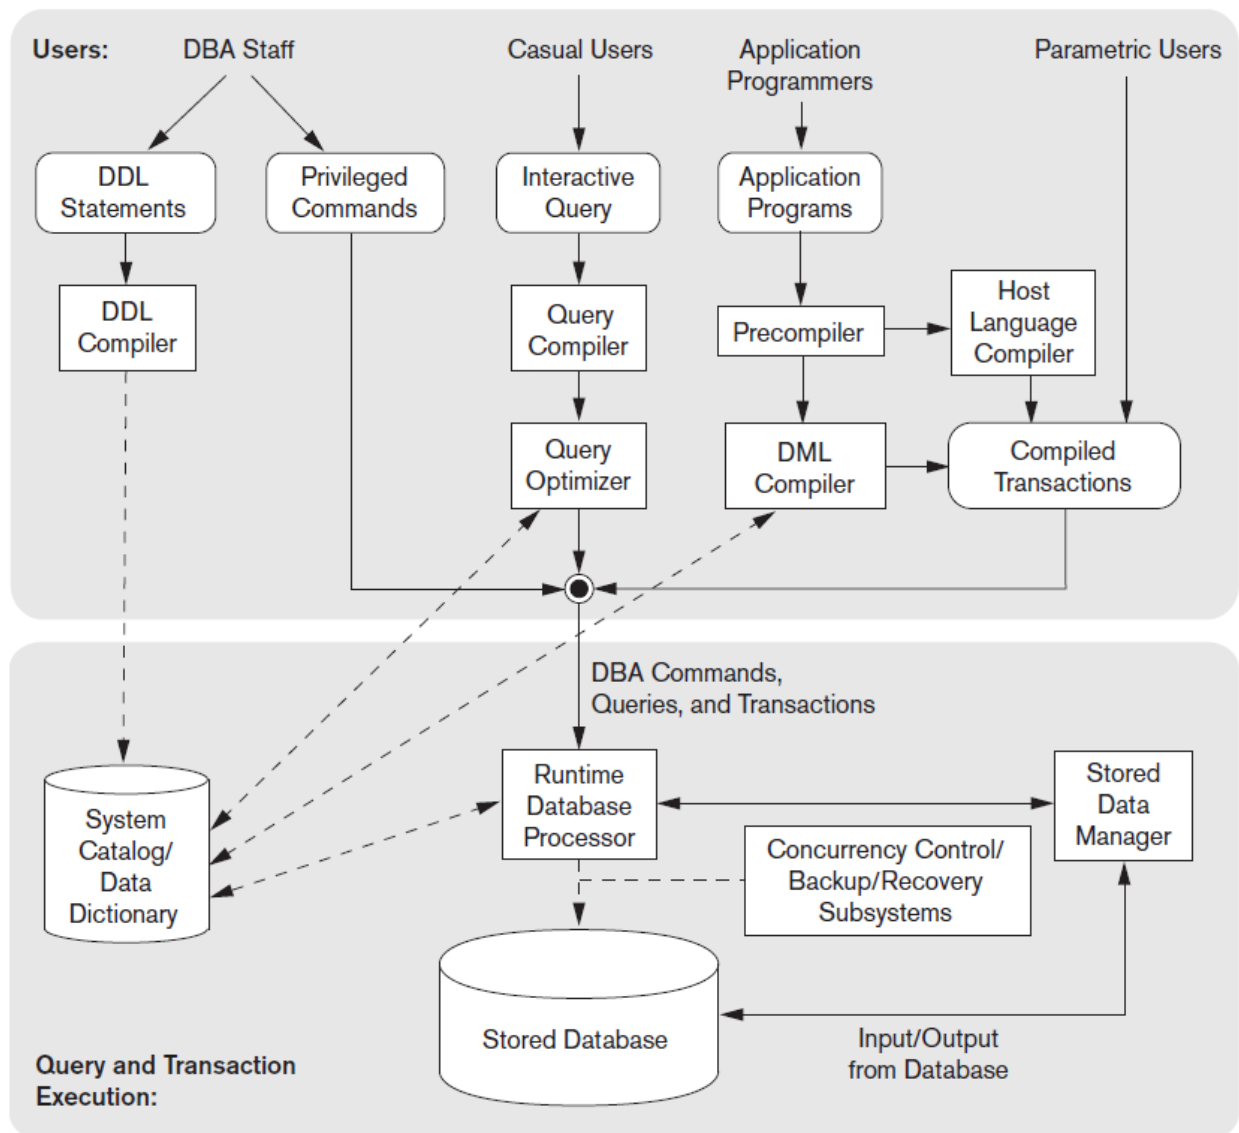 Users:
DBA Staff
Casual Users
Application
Programmers
Parametric Users
DDL
Statements
Privileged
Commands
Interactive
Query
Application
Programs
DDL
Compiler
Query
Compiler
Precompiler
Host
Language
Compiler
Query
Optimizer
DML
Compiler
Compiled
Transactions
DBA Commands,
Queries, and Transactions
System
Catalog/
Data
Dictionary
Runtime
Database
Processor
Stored
Data
Manager
Concurrency Control/
Backup/Recovery
Subsystems
Stored Database
Input/Output
from Database
Query and Transaction
Execution: